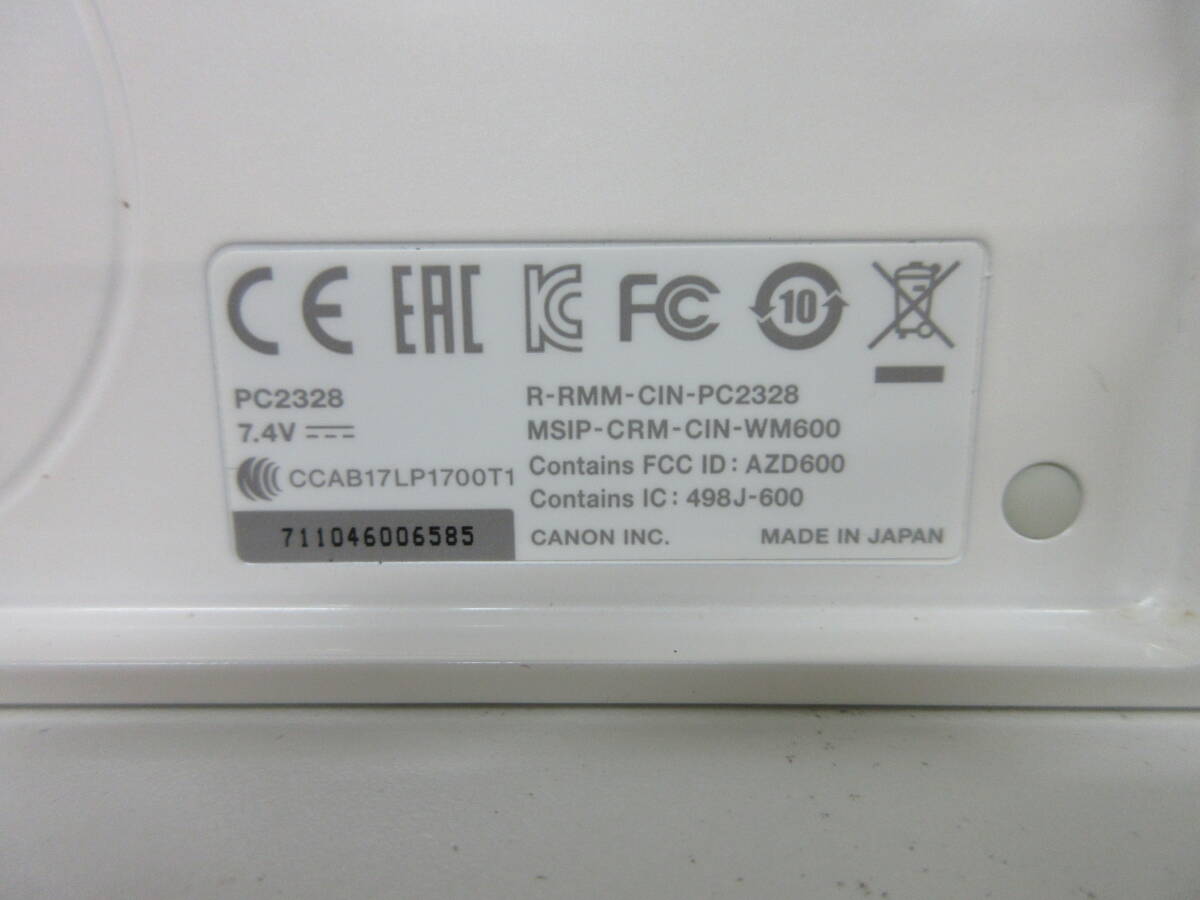 CE EAC KC FC 10
PC2328
7.4V
CCAB17LP1700T1
711046006585
R-RMM-CIN-PC2328
MSIP-CRM-CIN-WM600
Contains FCC ID: AZD600
Contains IC: 498J-600
CANON INC. MADE IN JAPAN